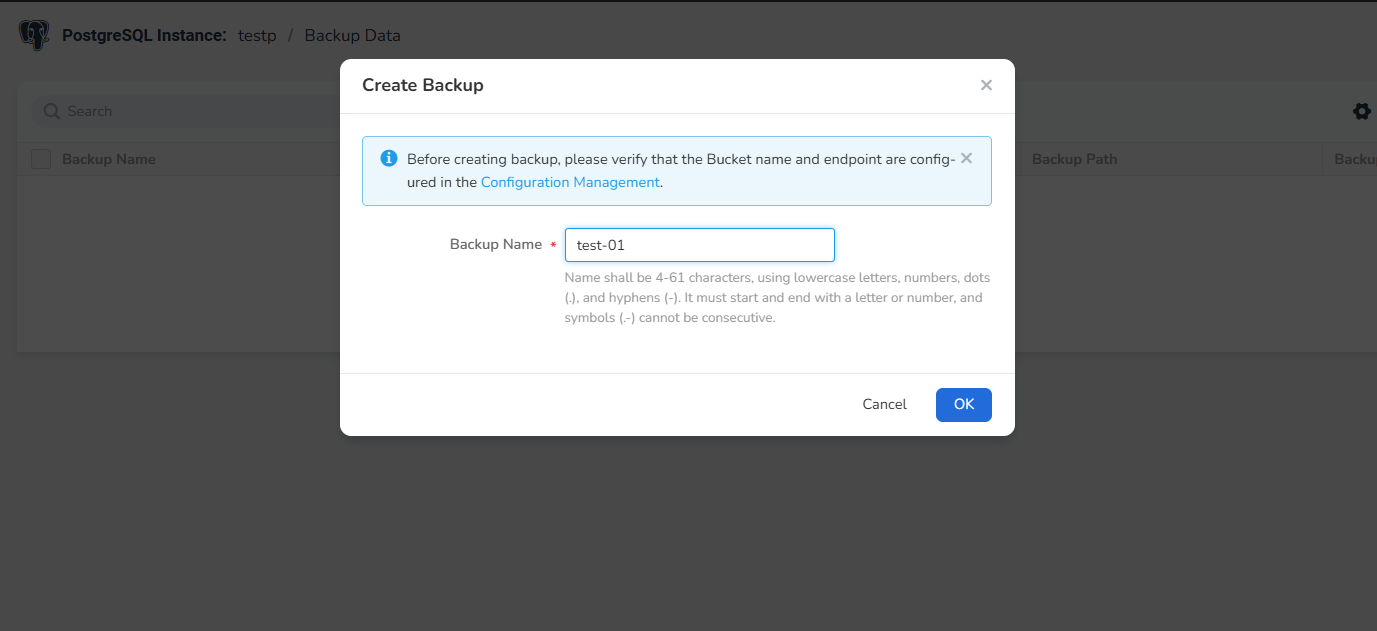 PostgreSQL Instance: testp / Backup Data
Create Backup
Search
Before creating backup, please verify that the Bucket name and endpoint are config-
ured in the Configuration Management.
Backup Name
Backup Path
Backu
Backup Name *
test-01
Name shall be 4-61 characters, using lowercase letters, numbers, dots
(.), and hyphens (-). It must start and end with a letter or number, and
symbols (.-) cannot be consecutive.
Cancel
OK